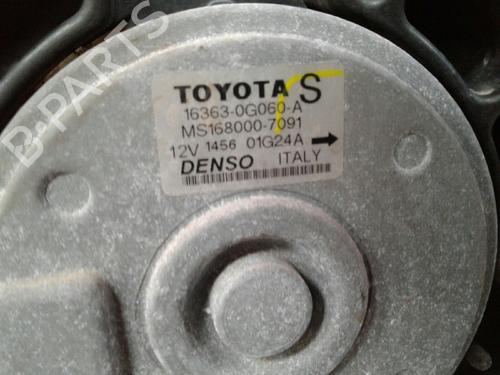 B-PARTS
TOYOTA S
16363-0G060-A
MS168000-7091
12V 1456 01G24A
DENSO ITALY